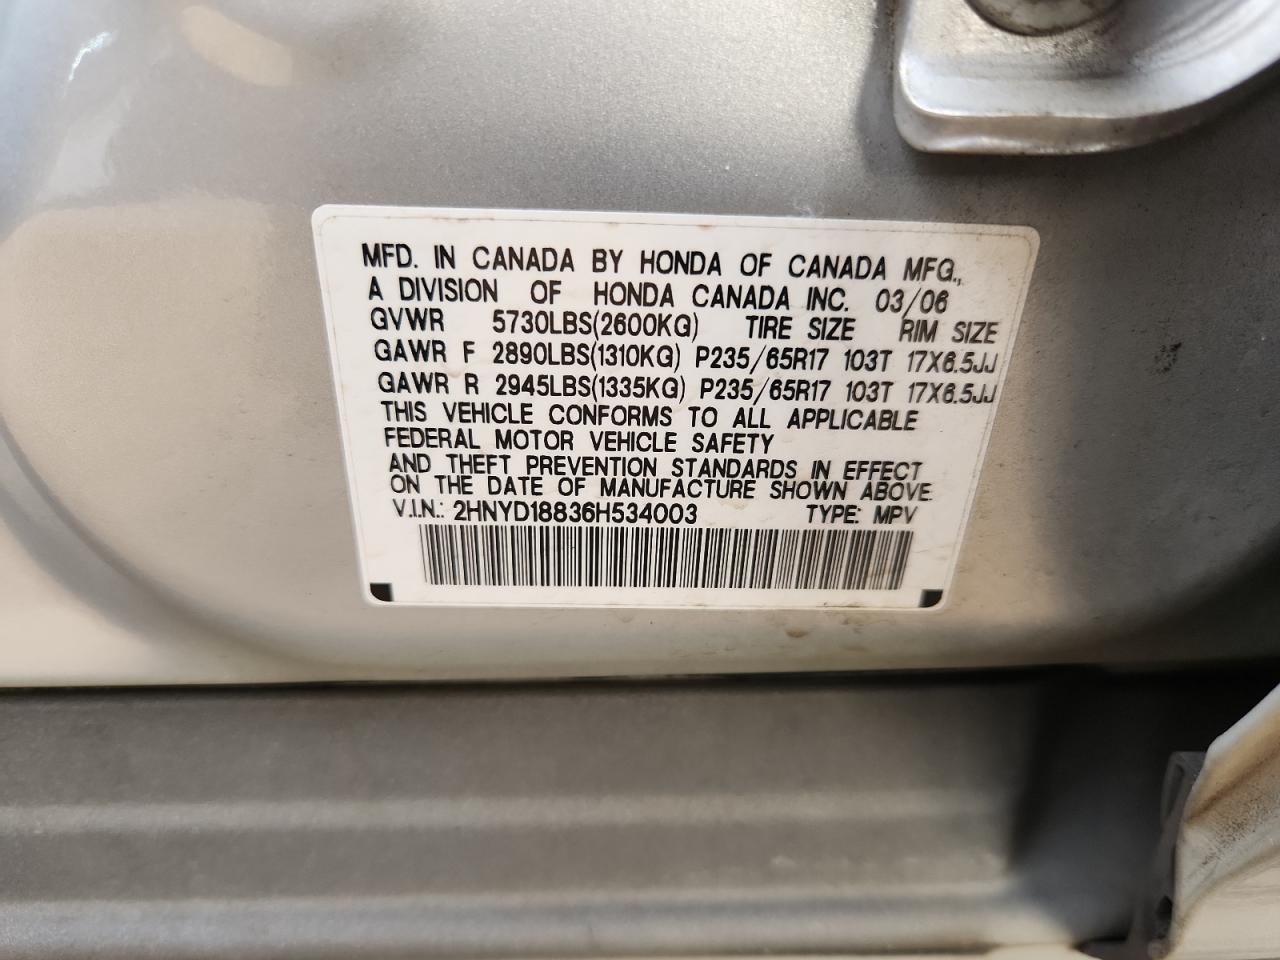 MFD. IN CANADA BY HONDA OF CANADA MFG.,
A DIVISION OF HONDA CANADA INC. 03/06
GVWR 5730LBS(2600KG) TIRE SIZE RIM SIZE
GAWR F 2890LBS(1310KG) P235/65R17 103T 17X6.5JJ
GAWR R 2945LBS(1335KG) P235/65R17 103T 17X6.5JJ
THIS VEHICLE CONFORMS TO ALL APPLICABLE
FEDERAL MOTOR VEHICLE SAFETY
AND THEFT PREVENTION STANDARDS IN EFFECT
ON THE DATE OF MANUFACTURE SHOWN ABOVE.
V.I.N.: 2HNYD18836H534003 TYPE: MPV